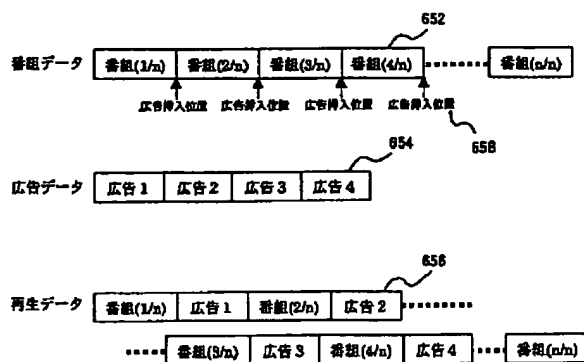 652
番組データ 番組(1/n) 番組(2/n) 番組(3/n) 番組(4/n) 番組(n/n)
広告挿入位置 広告挿入位置 広告挿入位置 広告挿入位置
658
654
広告データ 広告1 広告2 広告3 広告4
656
再生データ 番組(1/n) 広告1 番組(2/n) 広告2
番組(3/n) 広告3 番組(4/n) 広告4 番組(n/n)